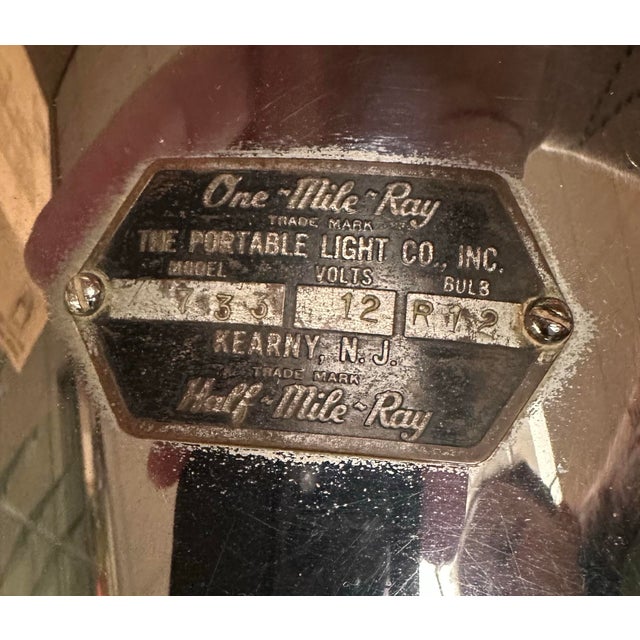 One~Mile~Ray
TRADE MARK
THE PORTABLE LIGHT CO., INC.
MODEL VOLTS BULB
733 12 R12
KEARNY, N. J.
TRADE MARK
Half~Mile~Ray